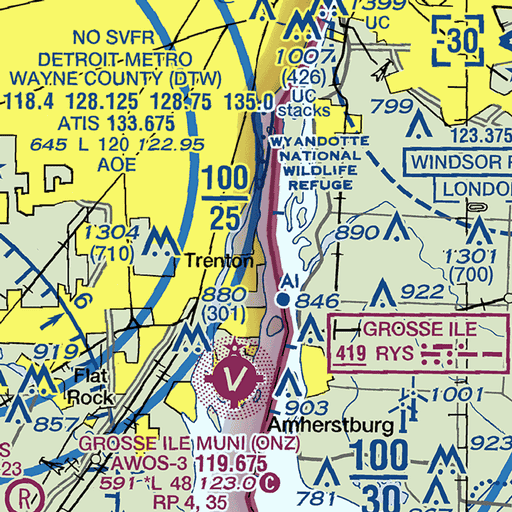 1399
UC
NO SVFR
DETROIT METRO
WAYNE COUNTY (DTW)
118.4 128.125 128.75 135.0
ATIS 133.675
645 L 120 122.95
AOE
1007
(426)
UC
stacks
-30
799
123.375
WYANDOTTE
NATIONAL
WILDLIFE
REFUGE
WINDSOR
LONDO
100
25
1304
(710)
890
1301
(700)
Trenton
6
AI
846
922
880
(301)
GROSSE ILE
419 RYS
919
Flat
Rock
857
V
903
1001
Amherstburg
GROSSE ILE MUNI (ONZ)
AWOS-3 119.675
591 *L 48 123.0 C
RP 4, 35
S
23
R
100
30
781
923
867